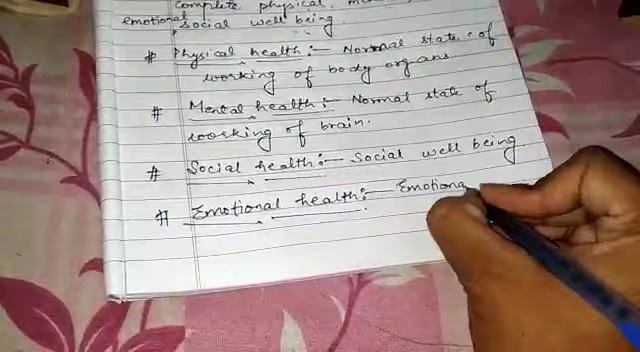 complete physical,
emotional social well being.
# Physical health:- Normal state of
working of body organs
# Mental health:- Normal state of
working of brain.
# Social health:- Social well being
# Emotional health:- Emotiona